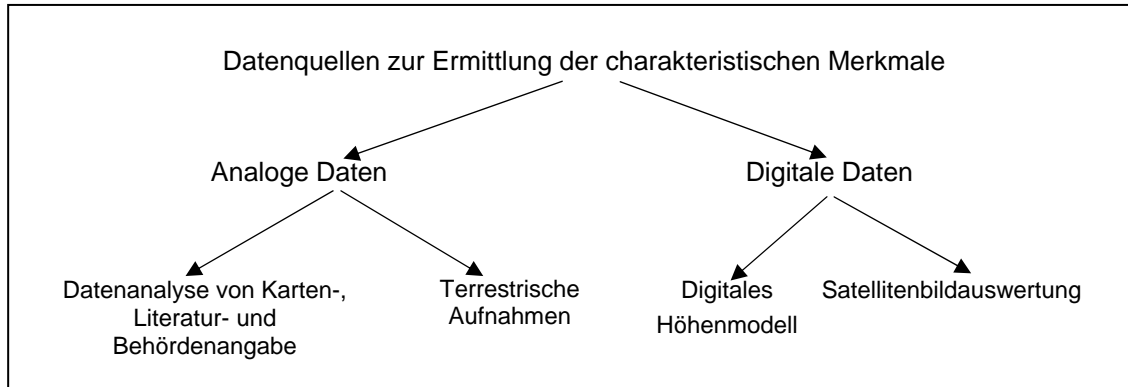 Datenquellen zur Ermittlung der charakteristischen Merkmale
Analoge Daten
Digitale Daten
Datenanalyse von Karten-,
Literatur- und
Behördenangabe
Terrestrische
Aufnahmen
Digitales
Höhenmodell
Satellitenbildauswertung